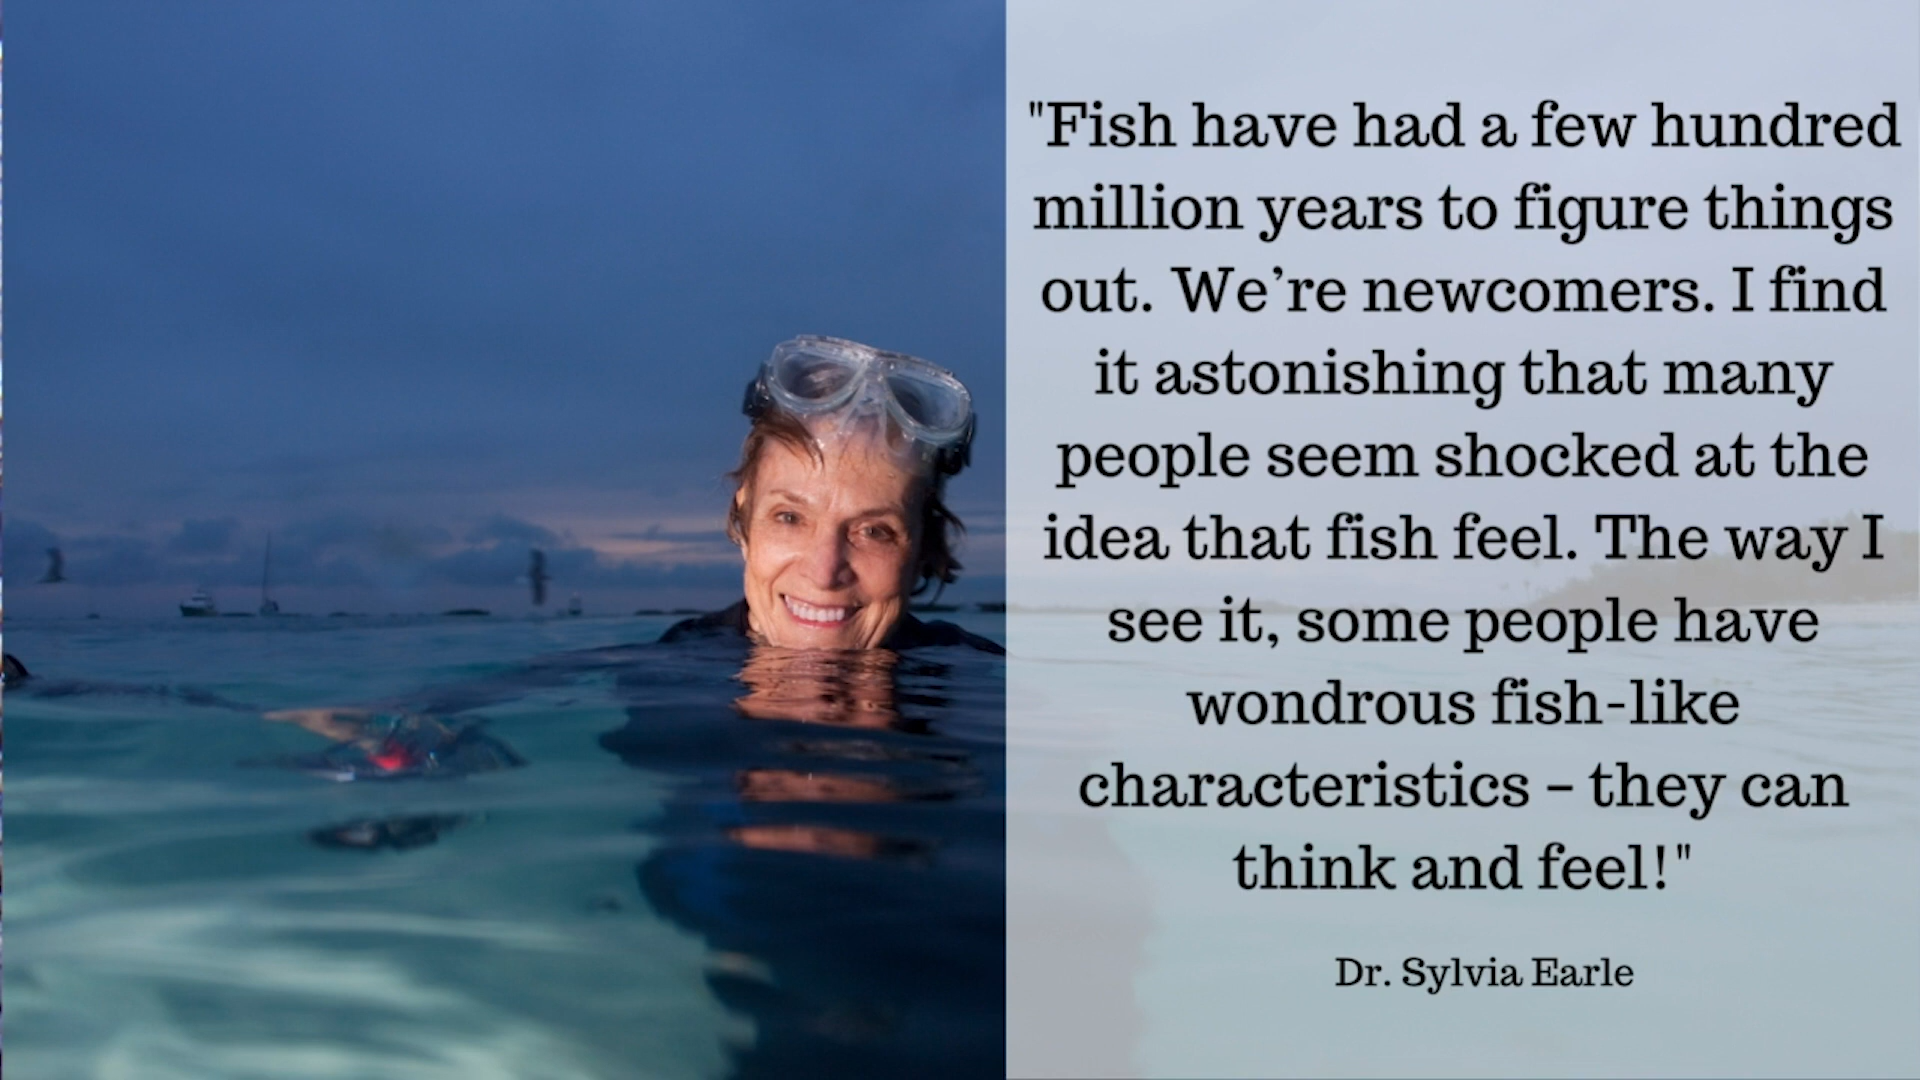 "Fish have had a few hundred
million years to figure things
out. We’re newcomers. I find
it astonishing that many
people seem shocked at the
idea that fish feel. The way I
see it, some people have
wondrous fish-like
characteristics – they can
think and feel!"
Dr. Sylvia Earle